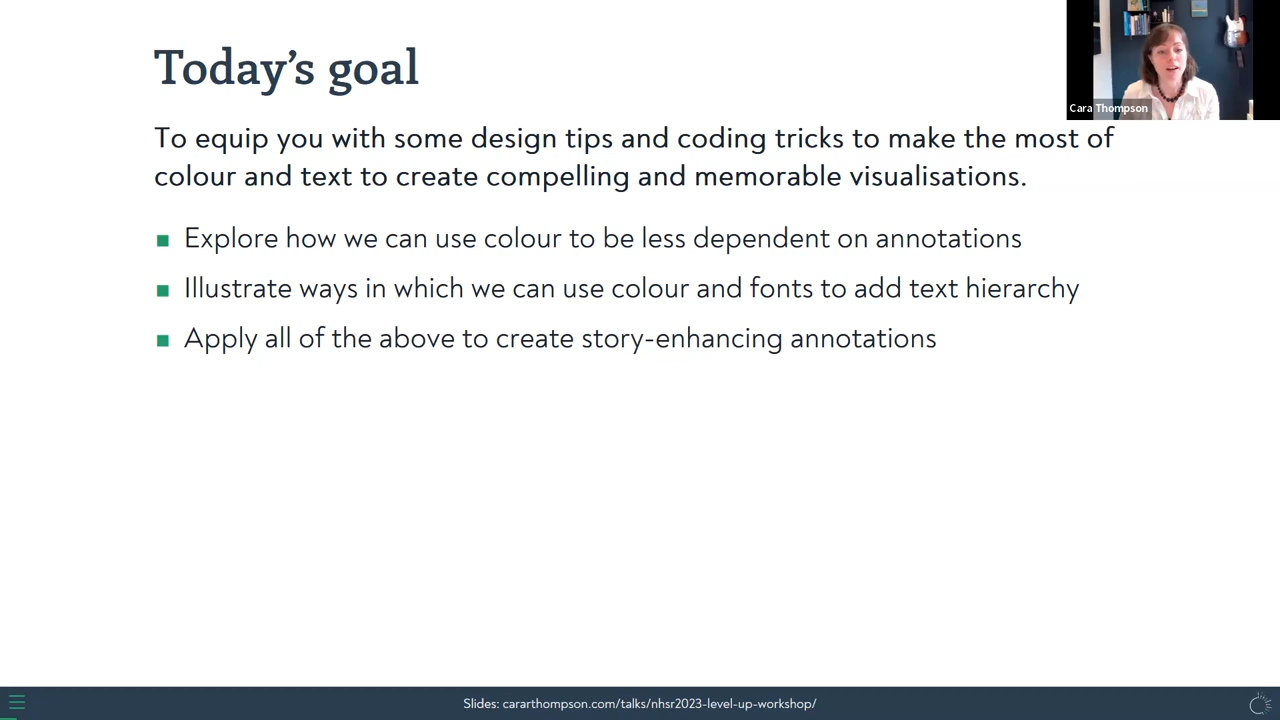 Today’s goal
Cara Thompson
To equip you with some design tips and coding tricks to make the most of
colour and text to create compelling and memorable visualisations.
Explore how we can use colour to be less dependent on annotations
Illustrate ways in which we can use colour and fonts to add text hierarchy
Apply all of the above to create story-enhancing annotations
Slides: cararthompson.com/talks/nhsr2023-level-up-workshop/